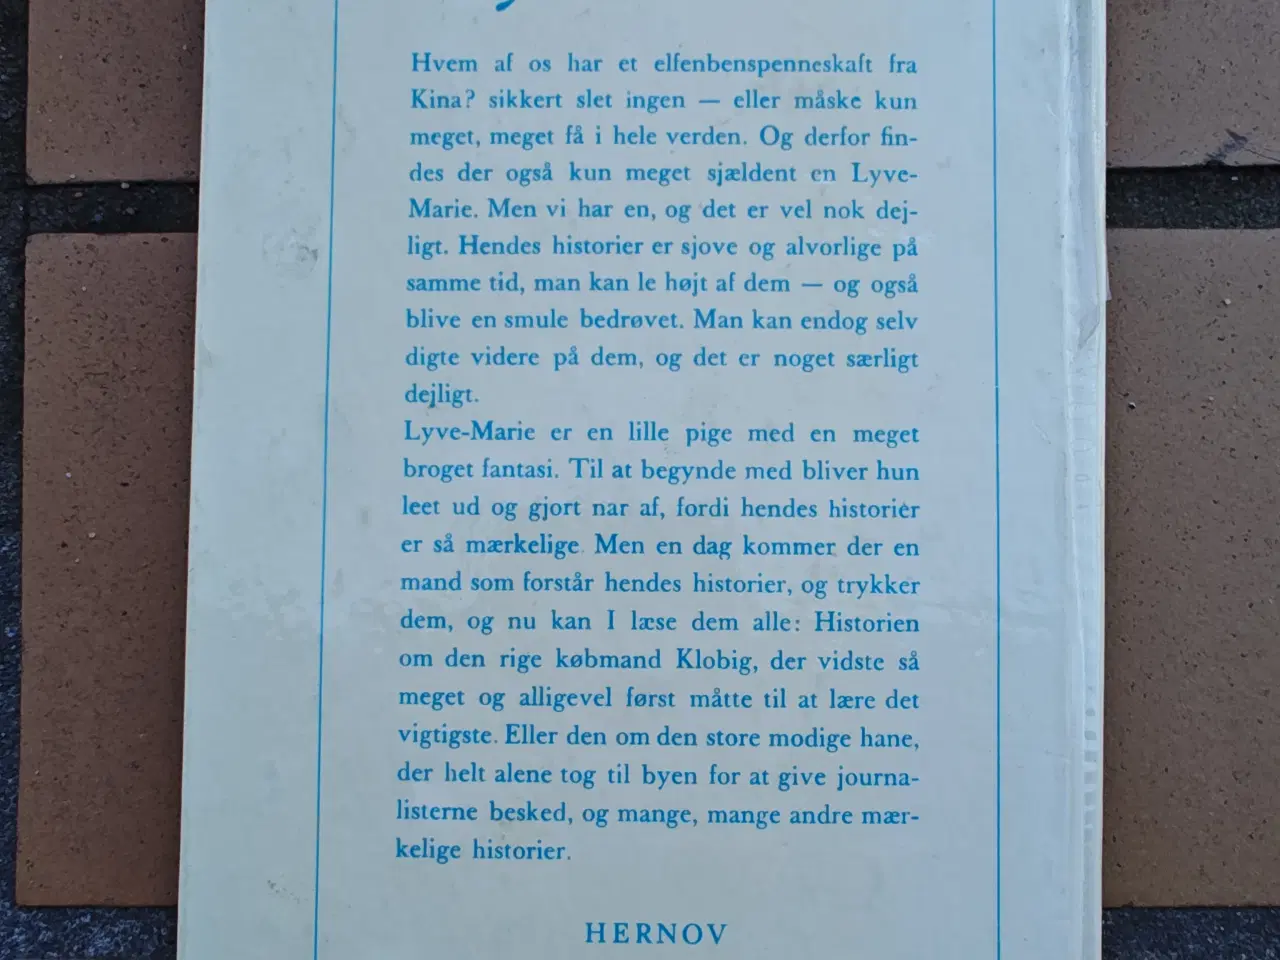 Hvem af os har et elfenbenspenneskaft fra
Kina? sikkert slet ingen — eller måske kun
meget, meget få i hele verden. Og derfor fin-
des der også kun meget sjældent en Lyve-
Marie. Men vi har en, og det er vel nok dej-
ligt. Hendes historier er sjove og alvorlige på
samme tid, man kan le højt af dem — og også
blive en smule bedrøvet. Man kan endog selv
digte videre på dem, og det er noget særligt
dejligt.
Lyve-Marie er en lille pige med en meget
broget fantasi. Til at begynde med bliver hun
leet ud og gjort nar af, fordi hendes historier
er så mærkelige. Men en dag kommer der en
mand som forstår hendes historier, og trykker
dem, og nu kan I læse dem alle: Historien
om den rige købmand Klobig, der vidste så
meget og alligevel først måtte til at lære det
vigtigste. Eller den om den store modige hane,
der helt alene tog til byen for at give journa-
listerne besked, og mange, mange andre mær-
kelige historier.
HERNOV